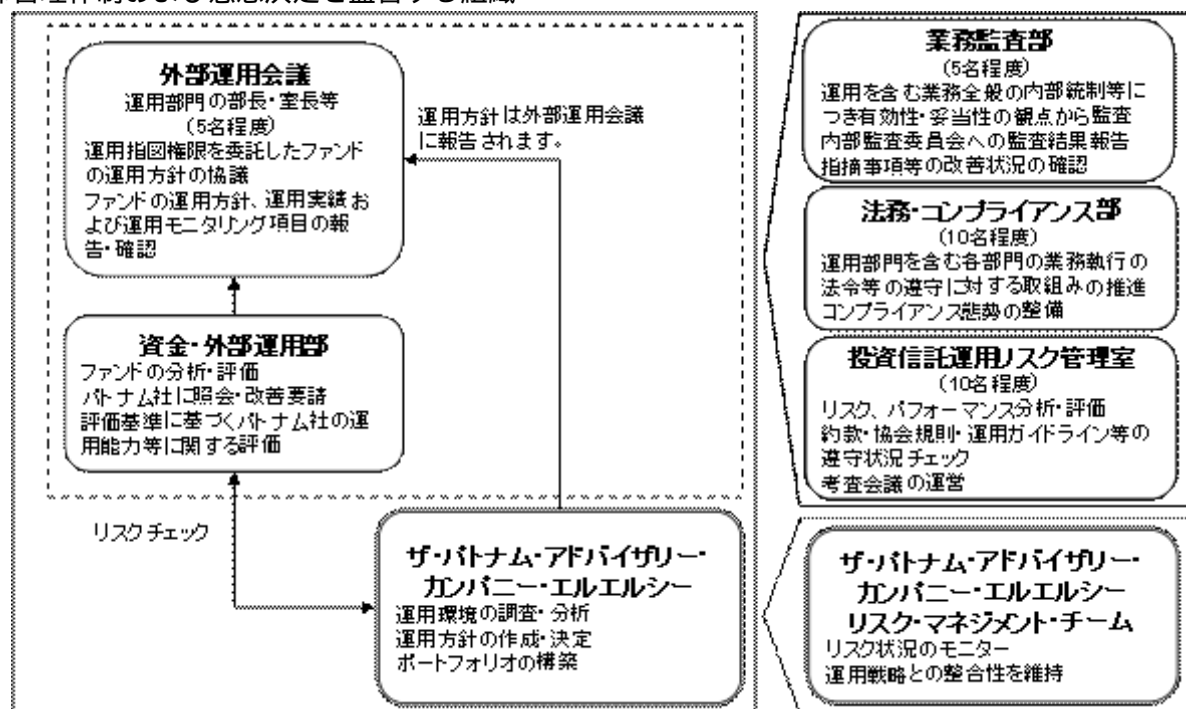 外部運用会議
運用部門の部長・室長等
(5名程度)
運用指図権限を委託したファンド
の運用方針の協議
ファンドの運用方針、運用実績お
よび運用モニタリング項目の報
告・確認
運用方針は外部運用会議
に報告されます。
資金・外部運用部
ファンドの分析・評価
パトナム社に照会・改善要請
評価基準に基づくパトナム社の運
用能力等に関する評価
リスクチェック
ザ・パトナム・アドバイザリー・
カンパニー・エルエルシー
運用環境の調査・分析
運用方針の作成・決定
ポートフォリオの構築
業務監査部
(5名程度)
運用を含む業務全般の内部統制等に
つき有効性・妥当性の観点から監査
内部監査委員会への監査結果報告
指摘事項等の改善状況の確認
法務・コンプライアンス部
(10名程度)
運用部門を含む各部門の業務執行の
法令等の遵守に対する取組みの推進
コンプライアンス態勢の整備
投資信託運用リスク管理室
(10名程度)
リスク、パフォーマンス分析・評価
約款・協会規則・運用ガイドライン等の
遵守状況チェック
考査会議の運営
ザ・パトナム・アドバイザリー・
カンパニー・エルエルシー
リスク・マネジメント・チーム
リスク状況のモニター
運用戦略との整合性を維持